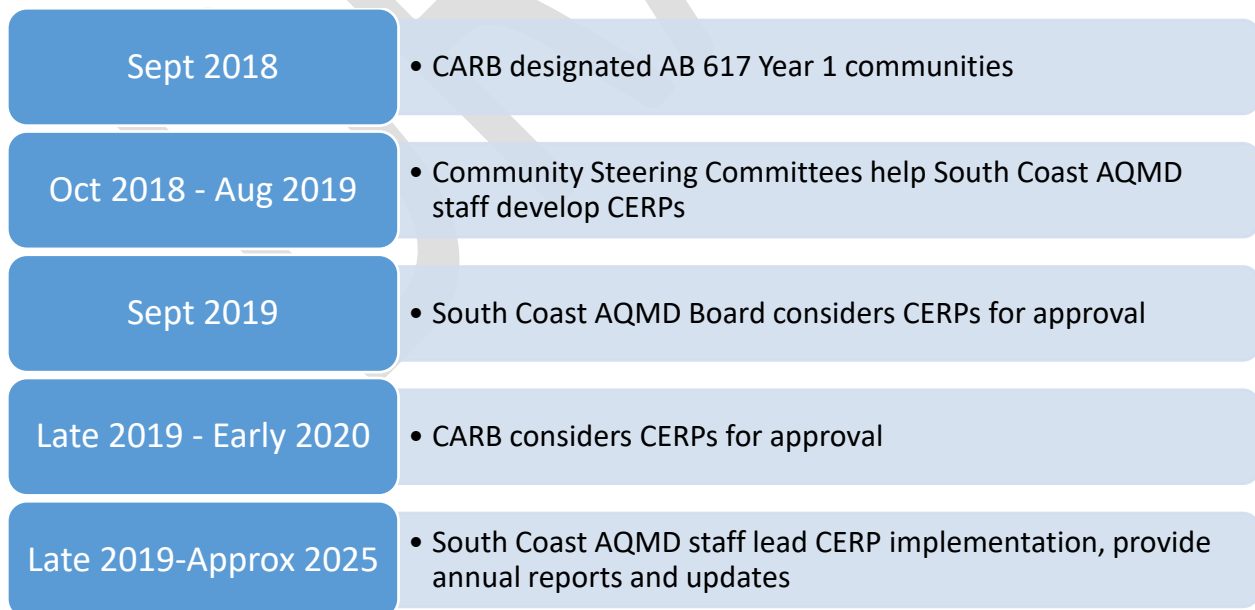 Sept 2018
• CARB designated AB 617 Year 1 communities
Oct 2018 - Aug 2019
• Community Steering Committees help South Coast AQMD
staff develop CERPs
Sept 2019
• South Coast AQMD Board considers CERPs for approval
Late 2019 - Early 2020
• CARB considers CERPs for approval
Late 2019-Approx 2025
• South Coast AQMD staff lead CERP implementation, provide
annual reports and updates